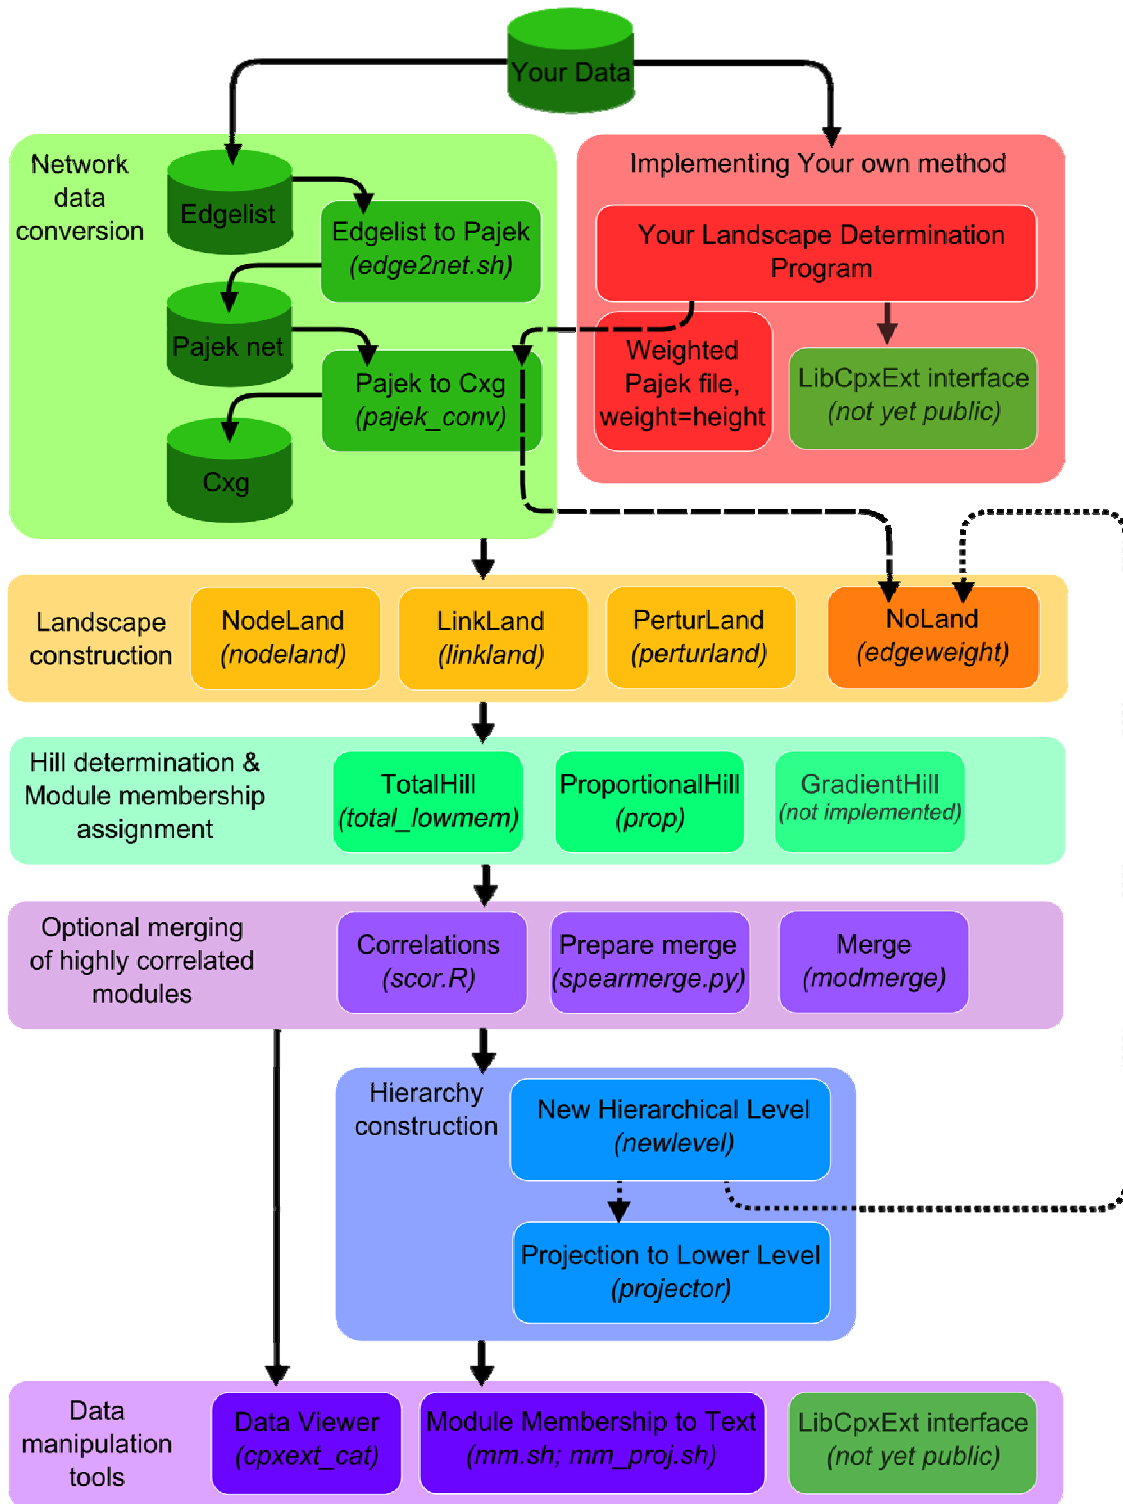 Your Data
Network
data
conversion
Edgelist
Edgelist to Pajek
(edge2net.sh)
Pajek net
Pajek to Cxg
(pajek_conv)
Cxg
Implementing Your own method
Your Landscape Determination
Program
Weighted
Pajek file,
weight=height
LibCpxExt interface
(not yet public)
Landscape
construction
NodeLand
(nodeland)
LinkLand
(linkland)
PerturLand
(perturland)
NoLand
(edgeweight)
Hill determination &
Module membership
assignment
TotalHill
(total_lowmem)
ProportionalHill
(prop)
GradientHill
(not implemented)
Optional merging
of highly correlated
modules
Correlations
(scor.R)
Prepare merge
(spearmerge.py)
Merge
(modmerge)
Hierarchy
construction
New Hierarchical Level
(newlevel)
Projection to Lower Level
(projector)
Data
manipulation
tools
Data Viewer
(cpxext_cat)
Module Membership to Text
(mm.sh; mm_proj.sh)
LibCpxExt interface
(not yet public)